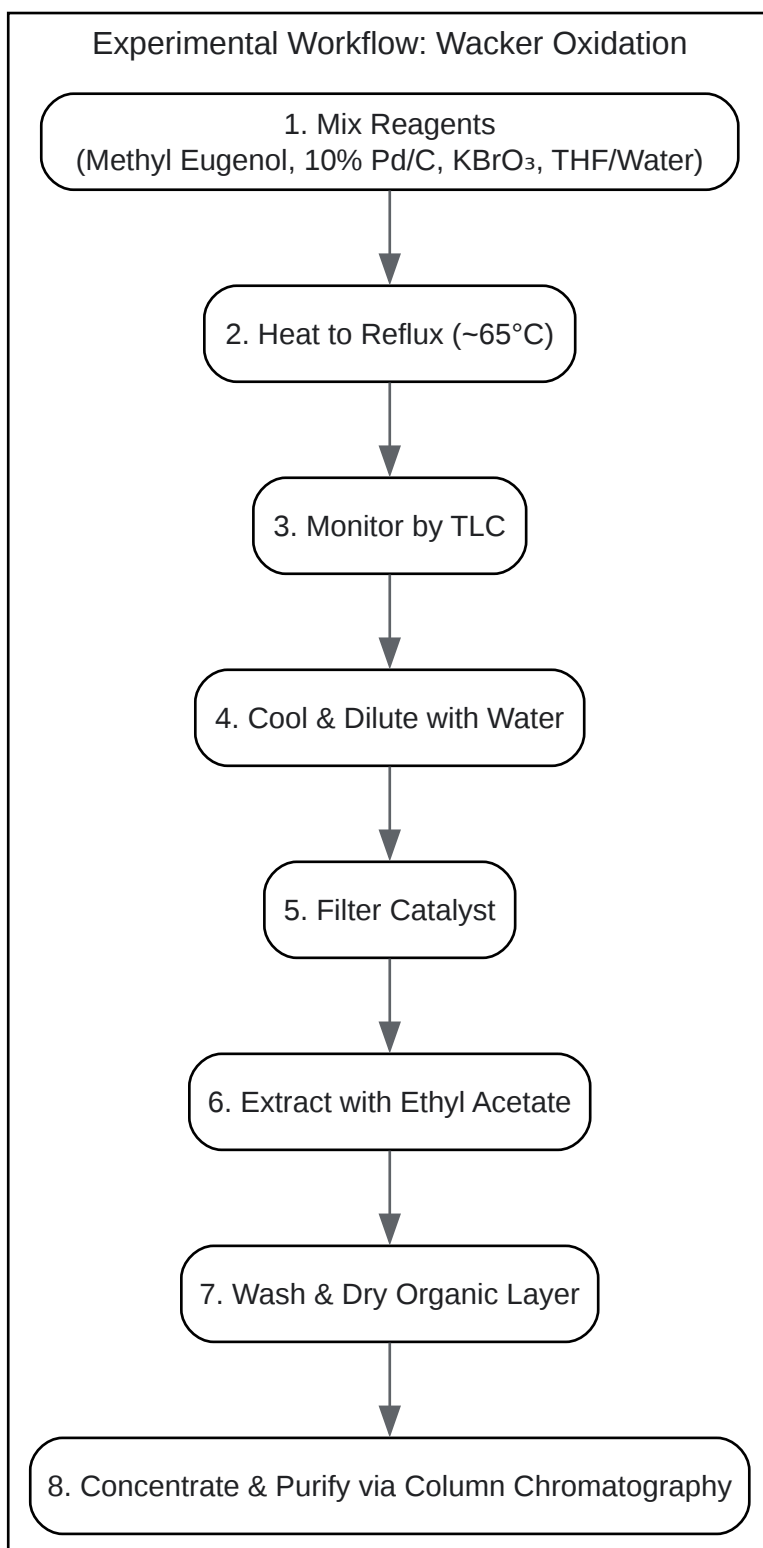 Experimental Workflow: Wacker Oxidation
1. Mix Reagents
(Methyl Eugenol, 10% Pd/C, KBrO₃, THF/Water)
2. Heat to Reflux (~65°C)
3. Monitor by TLC
4. Cool & Dilute with Water
5. Filter Catalyst
6. Extract with Ethyl Acetate
7. Wash & Dry Organic Layer
8. Concentrate & Purify via Column Chromatography